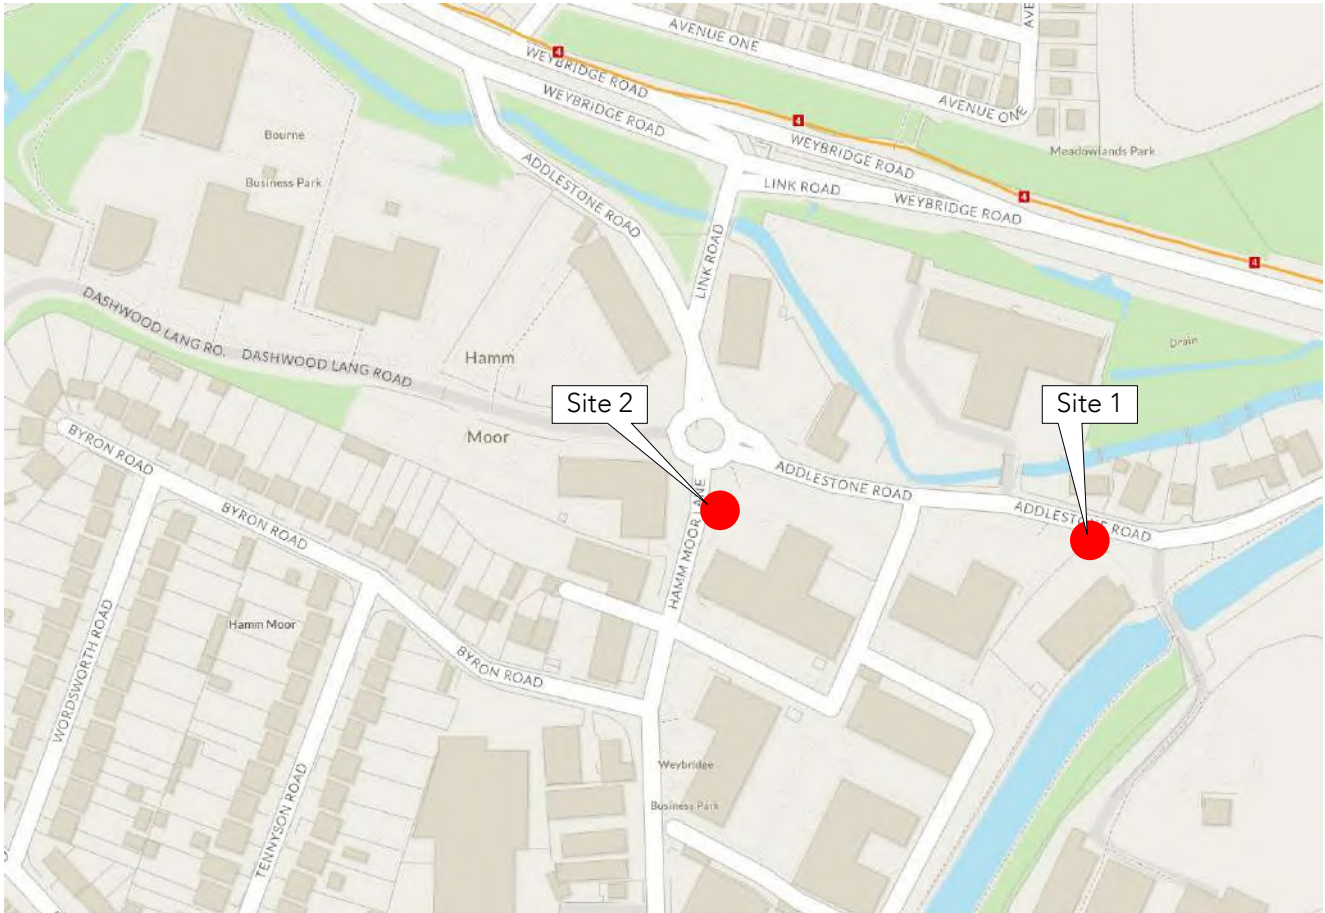 AVENUE ONE
AVE
4
WEYBRIDGE ROAD
WEYBRIDGE ROAD
AVENUE ONE
4
WEYBRIDGE ROAD
Meadowlands Park
Bourne
Business Park
ADDLESTONE ROAD
LINK ROAD
4
WEYBRIDGE ROAD
LINK ROAD
4
DASHWOOD LANG RO.
DASHWOOD LANG ROAD
Hamm
Moor
Drain
Site 2
Site 1
BYRON ROAD
ADDLESTONE ROAD
ADDLESTONE ROAD
BYRON ROAD
HAMM MOOR LANE
Hamm Moor
WORDSWORTH ROAD
BYRON ROAD
TENNYSON ROAD
Weybridge
Business Park